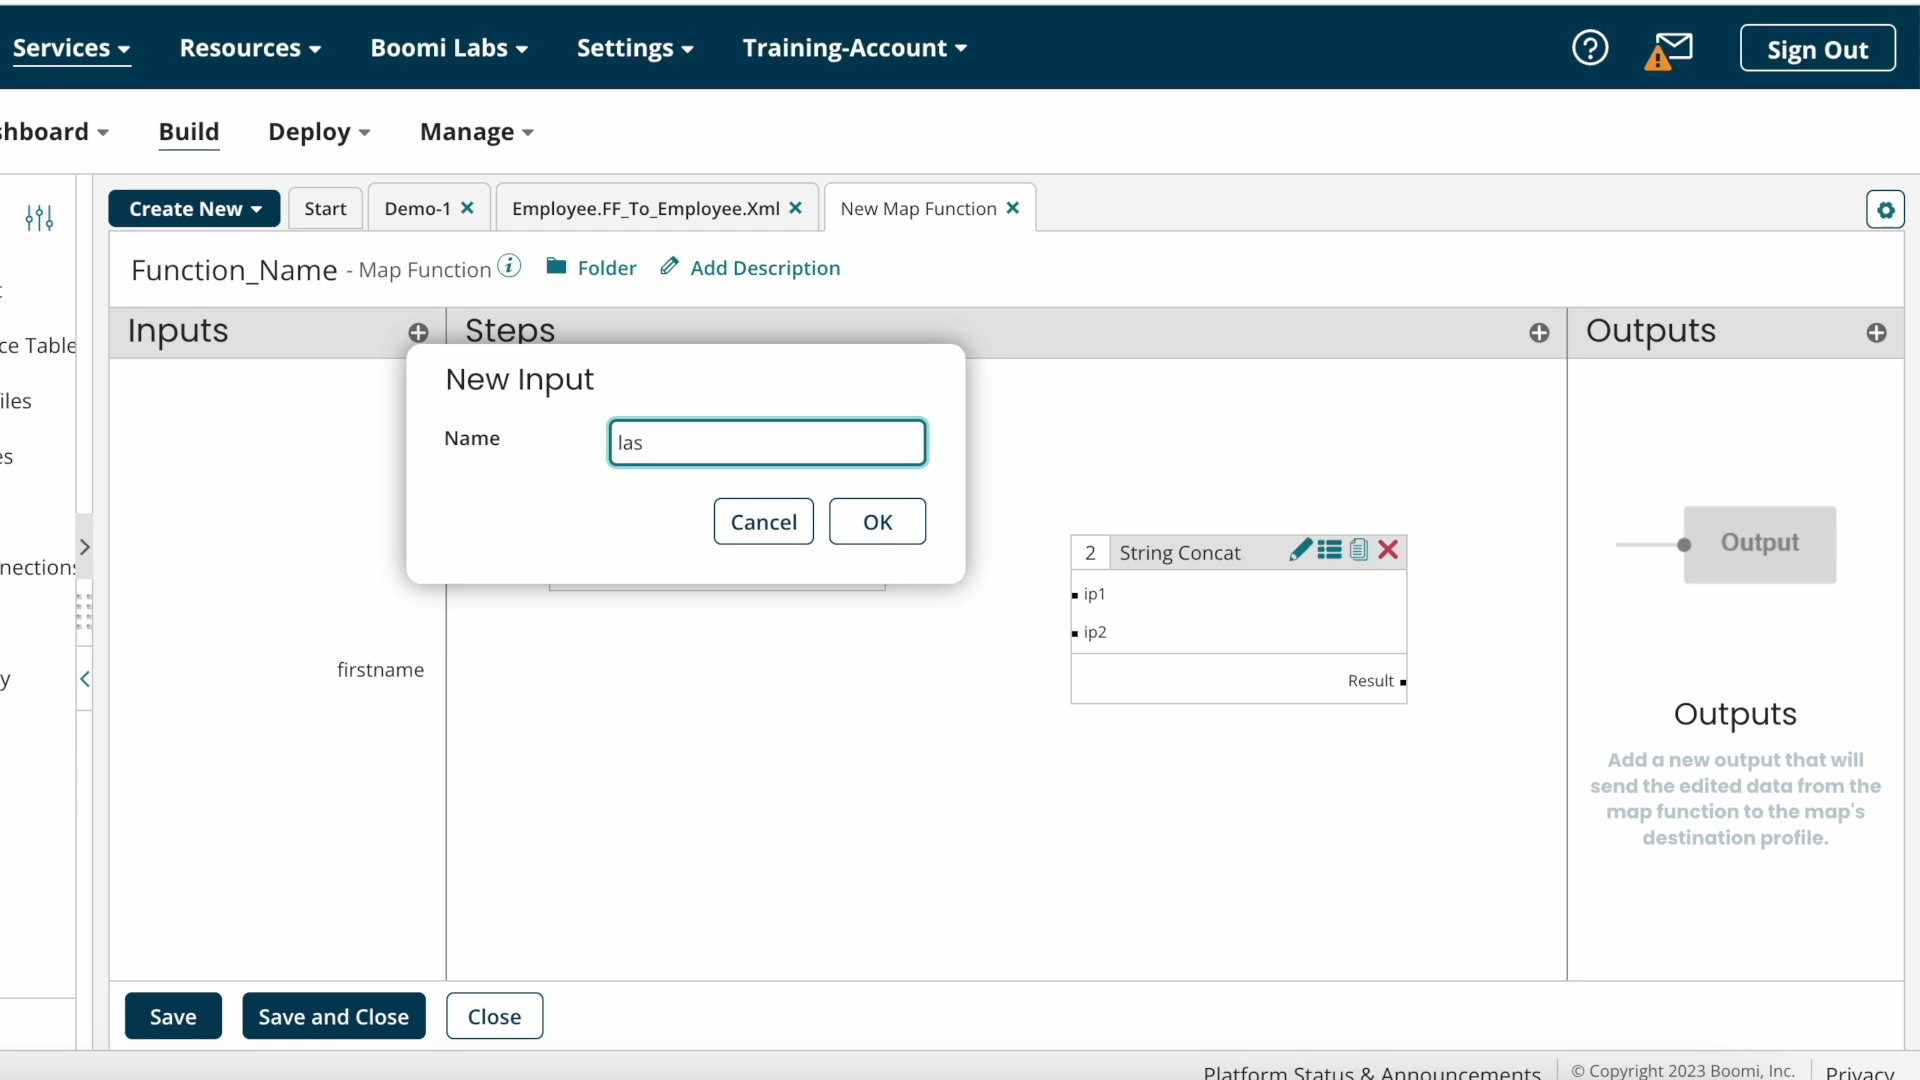 Services Resources Boomi Labs Settings Training-Account Sign Out
shboard Build Deploy Manage
Create New Start Demo-1 Employee.FF_To_Employee.Xml New Map Function
Function_Name - Map Function Folder Add Description
Inputs Steps Outputs
New Input
Name las
Cancel OK
ce Table
iles
es
nections
y
2 String Concat
ip1
ip2
Result
firstname
Output
Outputs
Add a new output that will
send the edited data from the
map function to the map's
destination profile.
Save Save and Close Close
Platform Status & Announcements © Copyright 2023 Boomi, Inc. Privacy